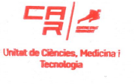 CAR
Unitat de Ciències, Medicina i
Tecnologia